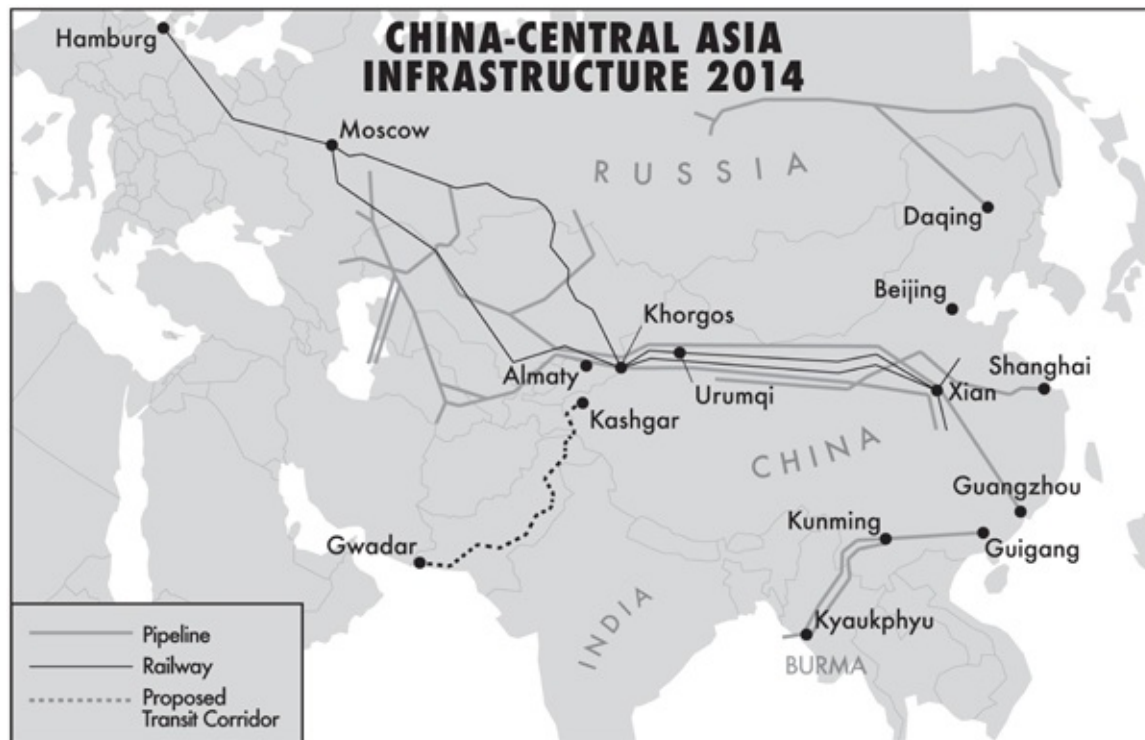 CHINA-CENTRAL ASIA
INFRASTRUCTURE 2014
Hamburg
Moscow
RUSSIA
Daqing
Beijing
Khorgos
Shanghai
Almaty
Urumqi
Xian
Kashgar
CHINA
Guangzhou
Kunming
Gwadar
Guigang
INDIA
Kyaukphyu
BURMA
Pipeline
Railway
Proposed
Transit Corridor